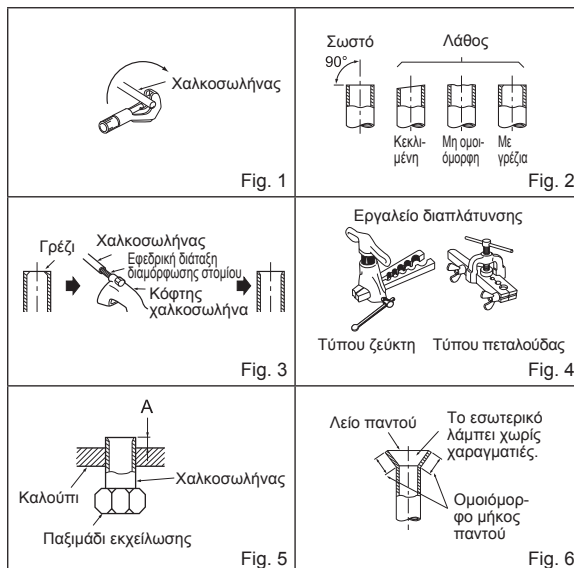 Χαλκοσωλήνας
Fig. 1
Σωστό
Λάθος
90°
Κεκλι-
μένη
Μη ομοι-
όμορφη
Με
γρέζια
Fig. 2
Γρέζι
Χαλκοσωλήνας
Εφεδρική διάταξη
διαμόρφωσης στομίου
Κόφτης
χαλκοσωλήνα
Fig. 3
Εργαλείο διαπλάτυνσης
Τύπου ζεύκτη
Τύπου πεταλούδας
Fig. 4
A
Χαλκοσωλήνας
Καλούπι
Παξιμάδι εκχείλωσης
Fig. 5
Λείο παντού
Το εσωτερικό
λάμπει χωρίς
χαραγματιές.
Ομοιόμορ-
φο μήκος
παντού
Fig. 6